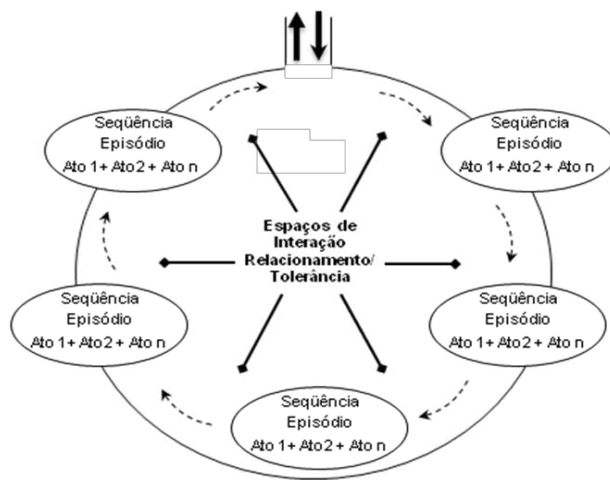 Seqüência
Episódio
Ato 1+ Ato2 + Ato n
Seqüência
Episódio
Ato 1+ Ato2 + Ato n
Espaços de
Interação
Relacionamento/
Tolerância
Seqüência
Episódio
Ato 1+ Ato2 + Ato n
Seqüência
Episódio
Ato 1+ Ato2 + Ato n
Seqüência
Episódio
Ato 1+ Ato2 + Ato n